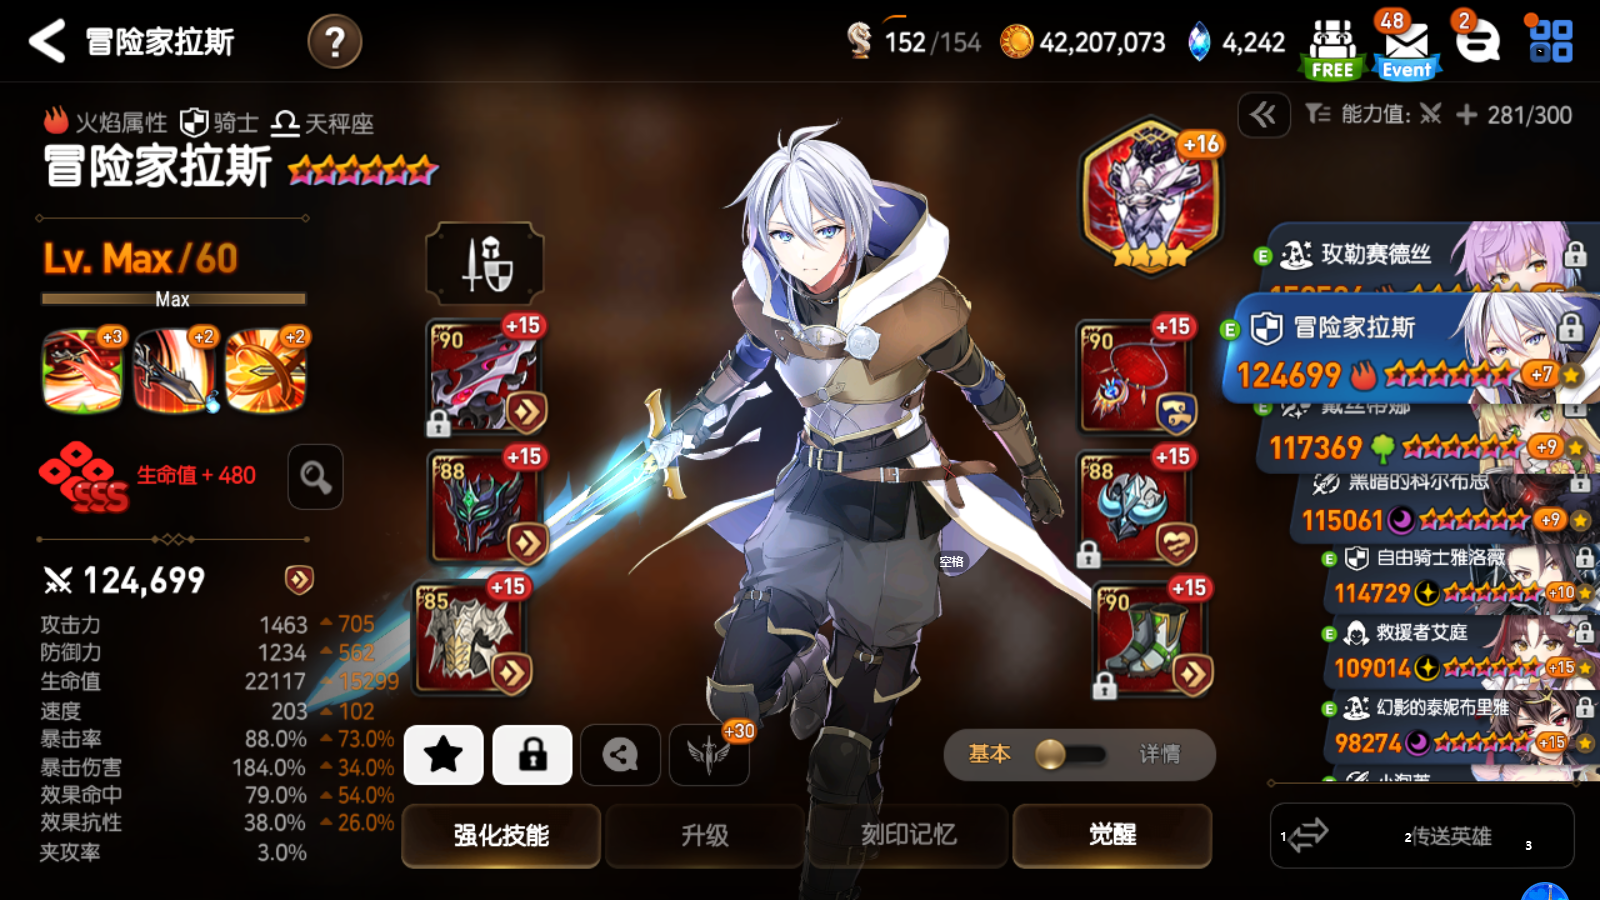 冒险家拉斯
?
152/154
42,207,073
4,242
FREE
48
Event
2
火焰属性
骑士
天秤座
冒险家拉斯
Lv. Max/60
Max
+3
+2
+2
SSS
生命值 + 480
124,699
攻击力 1463 705
防御力 1234 562
生命值 22117 15299
速度 203 102
暴击率 88.0% 73.0%
暴击伤害 184.0% 34.0%
效果命中 79.0% 54.0%
效果抗性 38.0% 26.0%
夹攻率 3.0%
90
+15
88
+15
85
+15
+16
90
+15
88
+15
90
+15
空格
+30
基本
详情
强化技能
升级
刻印记忆
觉醒
能力值:
281/300
E
玫勒赛德丝
E
冒险家拉斯
124699
+7
E
戴丝蒂娜
117369
+9
黑暗的科尔布思
115061
+9
E
自由骑士雅洛薇
114729
+10
E
救援者艾庭
109014
+15
E
幻影的泰妮布里雅
98274
+15
1
2
传送英雄
3